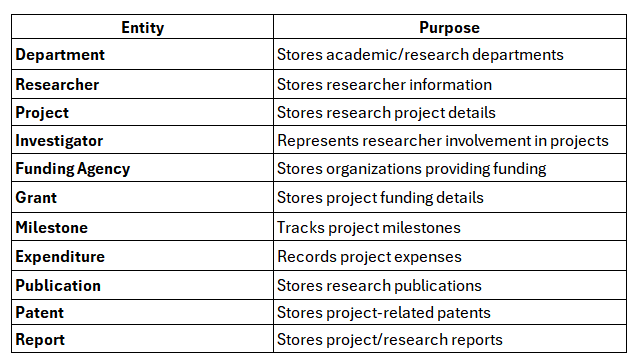 Entity Purpose
Department Stores academic/research departments
Researcher Stores researcher information
Project Stores research project details
Investigator Represents researcher involvement in projects
Funding Agency Stores organizations providing funding
Grant Stores project funding details
Milestone Tracks project milestones
Expenditure Records project expenses
Publication Stores research publications
Patent Stores project-related patents
Report Stores project/research reports